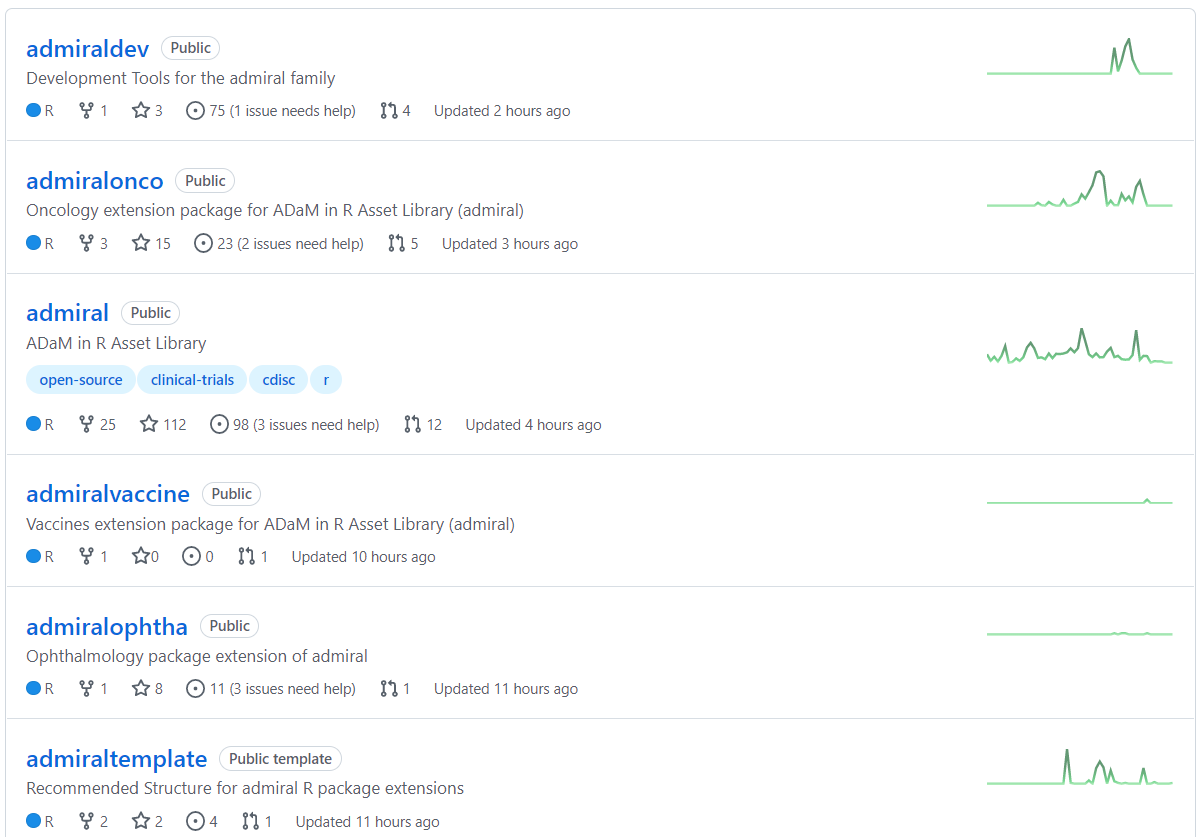 admiraldev Public
Development Tools for the admiral family
R 1 3 75 (1 issue needs help) 4 Updated 2 hours ago
admiralonco Public
Oncology extension package for ADaM in R Asset Library (admiral)
R 3 15 23 (2 issues need help) 5 Updated 3 hours ago
admiral Public
ADaM in R Asset Library
open-source clinical-trials cdisc r
R 25 112 98 (3 issues need help) 12 Updated 4 hours ago
admiralvaccine Public
Vaccines extension package for ADaM in R Asset Library (admiral)
R 1 0 0 1 Updated 10 hours ago
admiralophtha Public
Ophthalmology package extension of admiral
R 1 8 11 (3 issues need help) 1 Updated 11 hours ago
admiraltemplate Public template
Recommended Structure for admiral R package extensions
R 2 2 4 1 Updated 11 hours ago